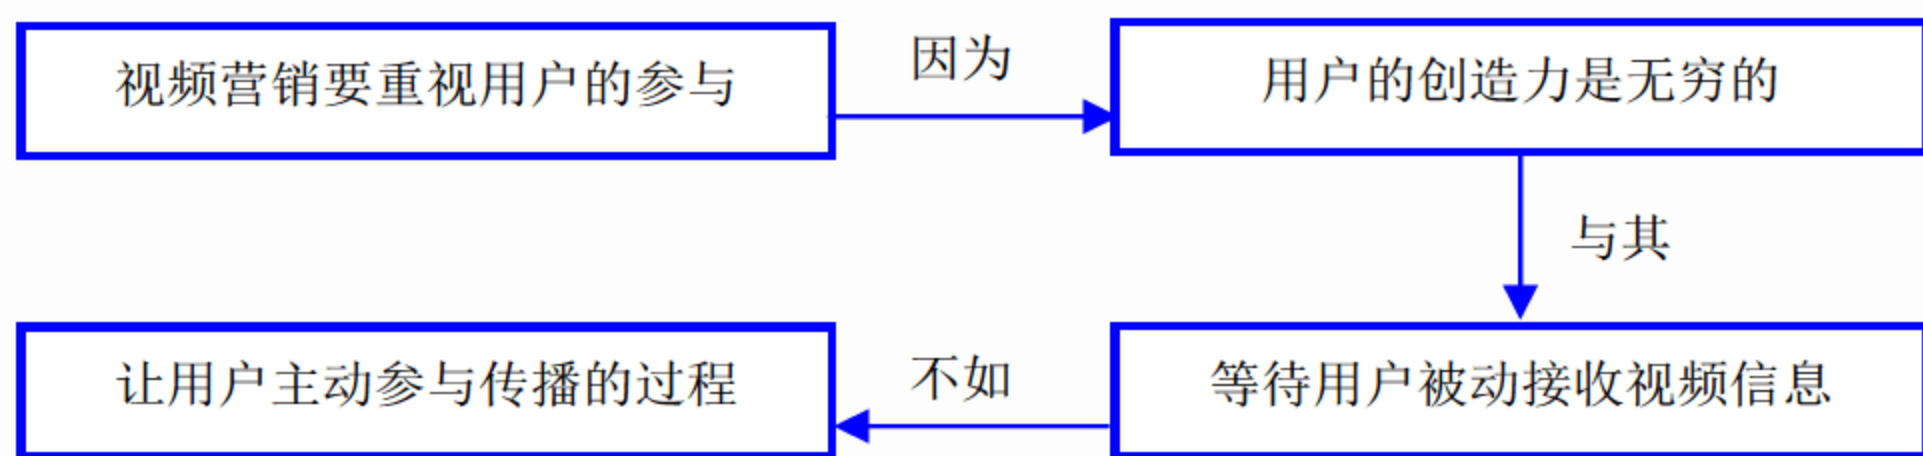 视频营销要重视用户的参与
因为
用户的创造力是无穷的
与其
等待用户被动接收视频信息
不如
让用户主动参与传播的过程